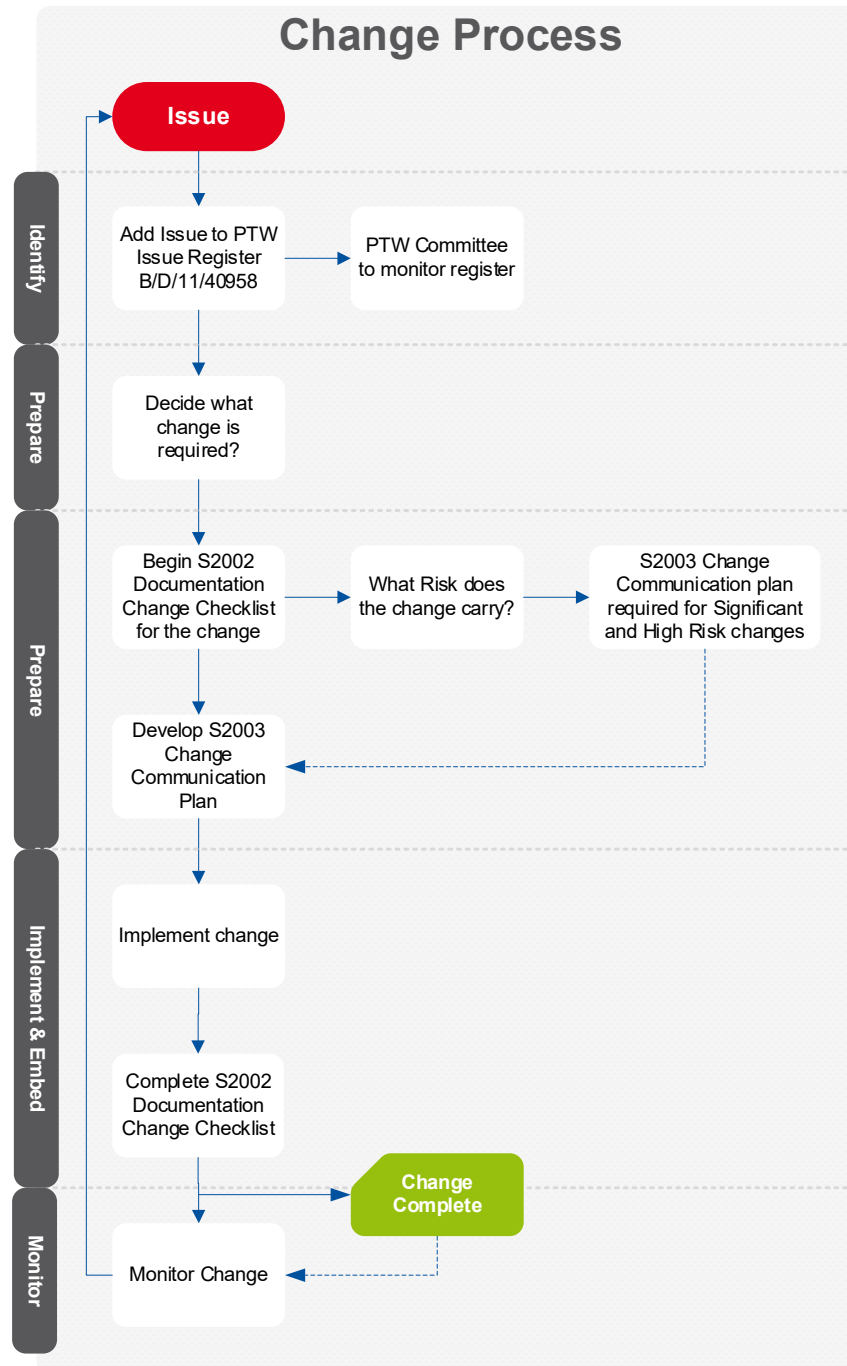 Change Process
Issue
Identify
Add Issue to PTW
Issue Register
B/D/11/40958
PTW Committee
to monitor register
Prepare
Decide what
change is
required?
Prepare
Begin S2002
Documentation
Change Checklist
for the change
What Risk does
the change carry?
S2003 Change
Communication plan
required for Significant
and High Risk changes
Develop S2003
Change
Communication
Plan
Implement & Embed
Implement change
Complete S2002
Documentation
Change Checklist
Change
Complete
Monitor
Monitor Change